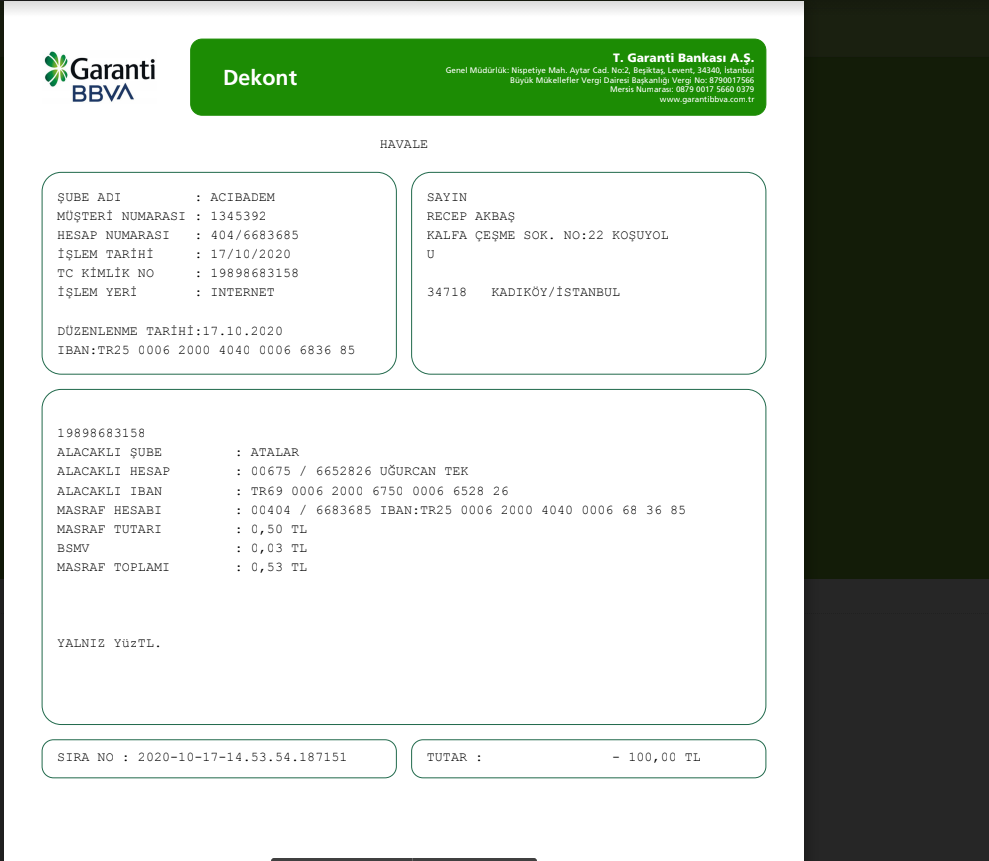 Garanti
BBVA
Dekont
T. Garanti Bankası A.Ş.
Genel Müdürlük: Nispetiye Mah. Aytar Cad. No:2, Beşiktaş, Levent, 34340, İstanbul
Büyük Mükellefler Vergi Dairesi Başkanlığı Vergi No: 8790017566
Mersis Numarası: 0879 0017 5660 0379
www.garantibbva.com.tr
HAVALE
ŞUBE ADI : ACIBADEM
MÜŞTERİ NUMARASI : 1345392
HESAP NUMARASI : 404/6683685
İŞLEM TARİHİ : 17/10/2020
TC KİMLİK NO : 19898683158
İŞLEM YERİ : INTERNET
DÜZENLENME TARİHİ:17.10.2020
IBAN:TR25 0006 2000 4040 0006 6836 85
SAYIN
RECEP AKBAŞ
KALFA ÇEŞME SOK. NO:22 KOŞUYOL
U
34718 KADIKÖY/İSTANBUL
19898683158
ALACAKLI ŞUBE : ATALAR
ALACAKLI HESAP : 00675 / 6652826 UĞURCAN TEK
ALACAKLI IBAN : TR69 0006 2000 6750 0006 6528 26
MASRAF HESABI : 00404 / 6683685 IBAN:TR25 0006 2000 4040 0006 68 36 85
MASRAF TUTARI : 0,50 TL
BSMV : 0,03 TL
MASRAF TOPLAMI : 0,53 TL
YALNIZ YüzTL.
SIRA NO : 2020-10-17-14.53.54.187151
TUTAR : - 100,00 TL